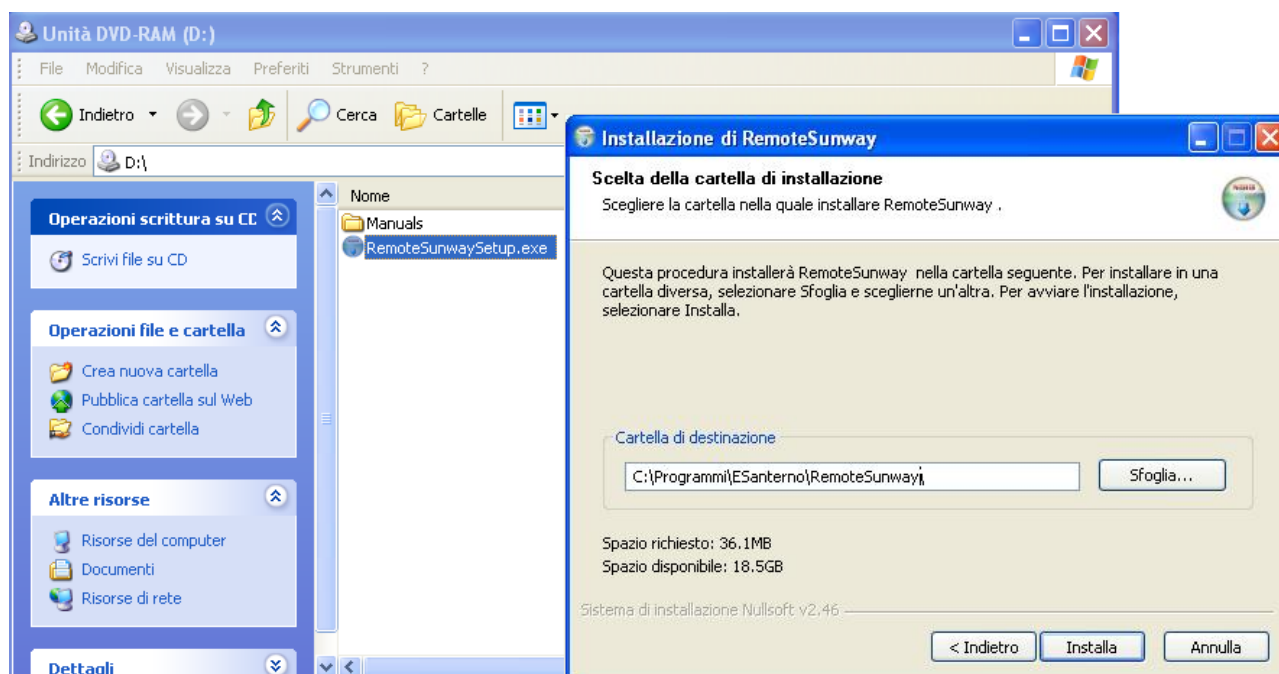 Unità DVD-RAM (D:)
File Modifica Visualizza Preferiti Strumenti ?
Indietro Cerca Cartelle
Indirizzo D:\
Operazioni scrittura su CD
Scrivi file su CD
Operazioni file e cartella
Crea nuova cartella
Pubblica cartella sul Web
Condividi cartella
Altre risorse
Risorse del computer
Documenti
Risorse di rete
Dettagli
Nome
Manuals
RemoteSunwaySetup.exe
Installazione di RemoteSunway
Scelta della cartella di installazione
Scegliere la cartella nella quale installare RemoteSunway .
Questa procedura installerà RemoteSunway nella cartella seguente. Per installare in una
cartella diversa, selezionare Sfoglia e sceglierne un'altra. Per avviare l'installazione,
selezionare Installa.
Cartella di destinazione
C:\Programmi\ESanterno\RemoteSunway\
Sfoglia...
Spazio richiesto: 36.1MB
Spazio disponibile: 18.5GB
Sistema di installazione Nullsoft v2.46
< Indietro Installa Annulla